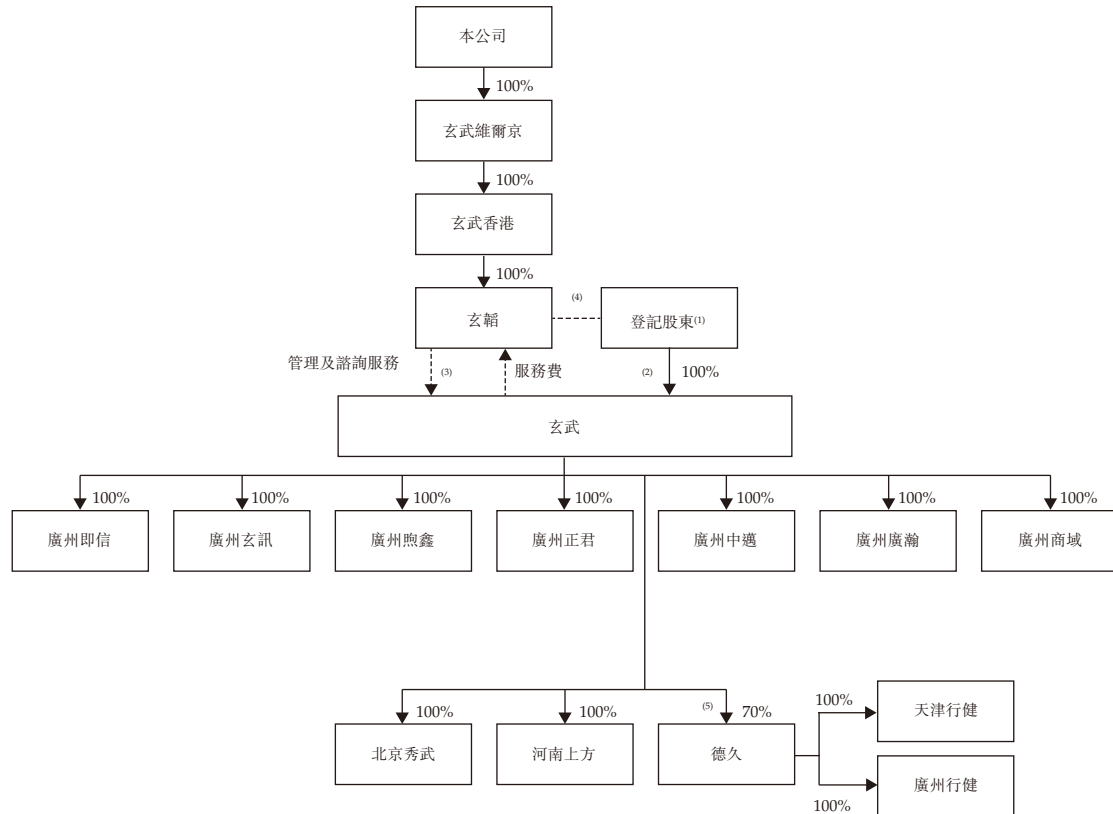 本公司
100%
玄武維爾京
100%
玄武香港
100%
玄韜
(4)
登記股東(1)
管理及諮詢服務
(3)
服務費
(2)
100%
玄武
100%
100%
100%
100%
100%
100%
100%
廣州即信
廣州玄訊
廣州煦鑫
廣州正君
廣州中邁
廣州廣瀚
廣州商域
100%
100%
(5)
70%
北京秀武
河南上方
德久
100%
天津行健
100%
廣州行健